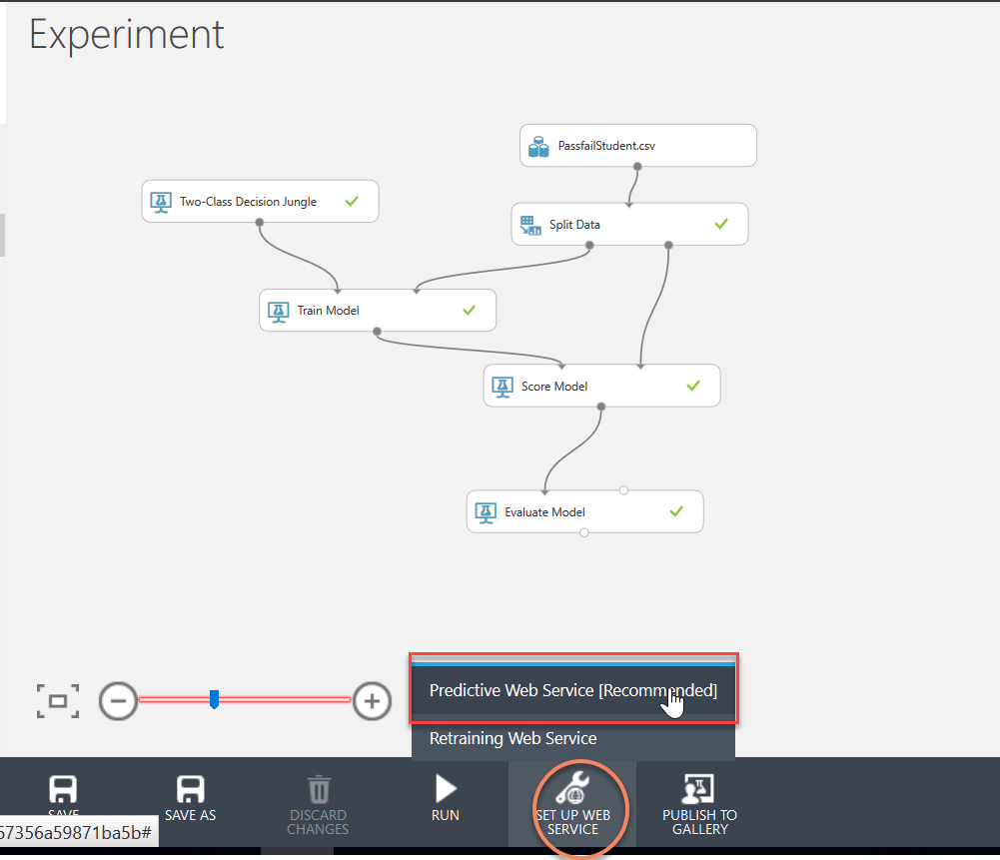 Experiment
PassfailStudent.csv
Two-Class Decision Jungle
Split Data
Train Model
Score Model
Evaluate Model
Predictive Web Service [Recommended]
Retraining Web Service
SAVE
SAVE AS
DISCARD
CHANGES
RUN
SET UP WEB
SERVICE
PUBLISH TO
GALLERY
57356a59871ba5b#